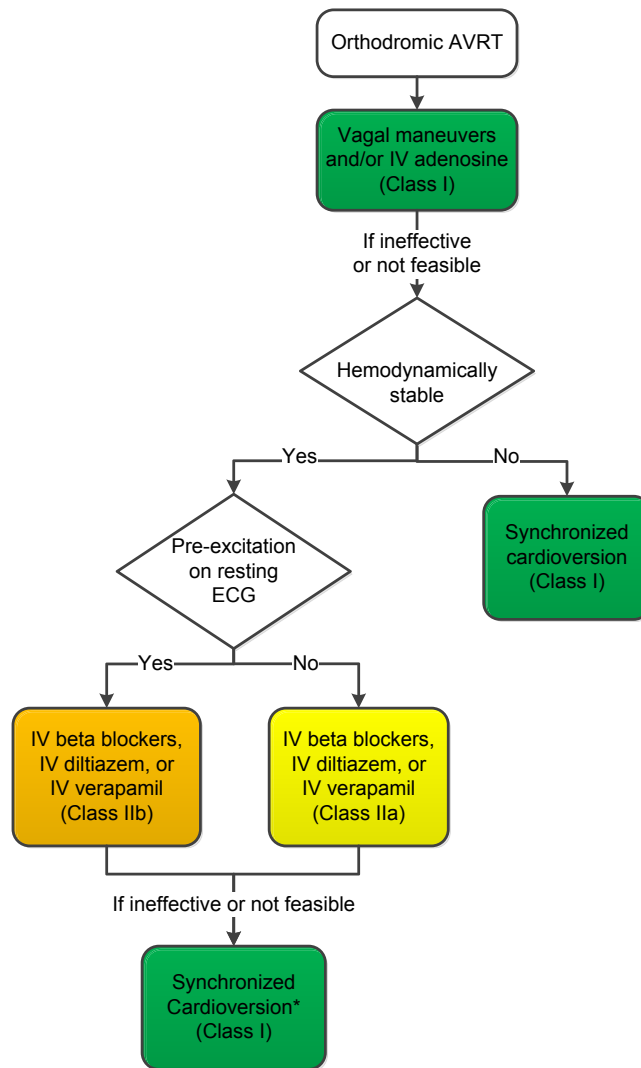 Orthodromic AVRT
Vagal maneuvers
and/or IV adenosine
(Class I)
If ineffective
or not feasible
Hemodynamically
stable
Yes
No
Synchronized
cardioversion
(Class I)
Pre-excitation
on resting
ECG
Yes
No
IV beta blockers,
IV diltiazem, or
IV verapamil
(Class IIb)
IV beta blockers,
IV diltiazem, or
IV verapamil
(Class IIa)
If ineffective or not feasible
Synchronized
Cardioversion*
(Class I)